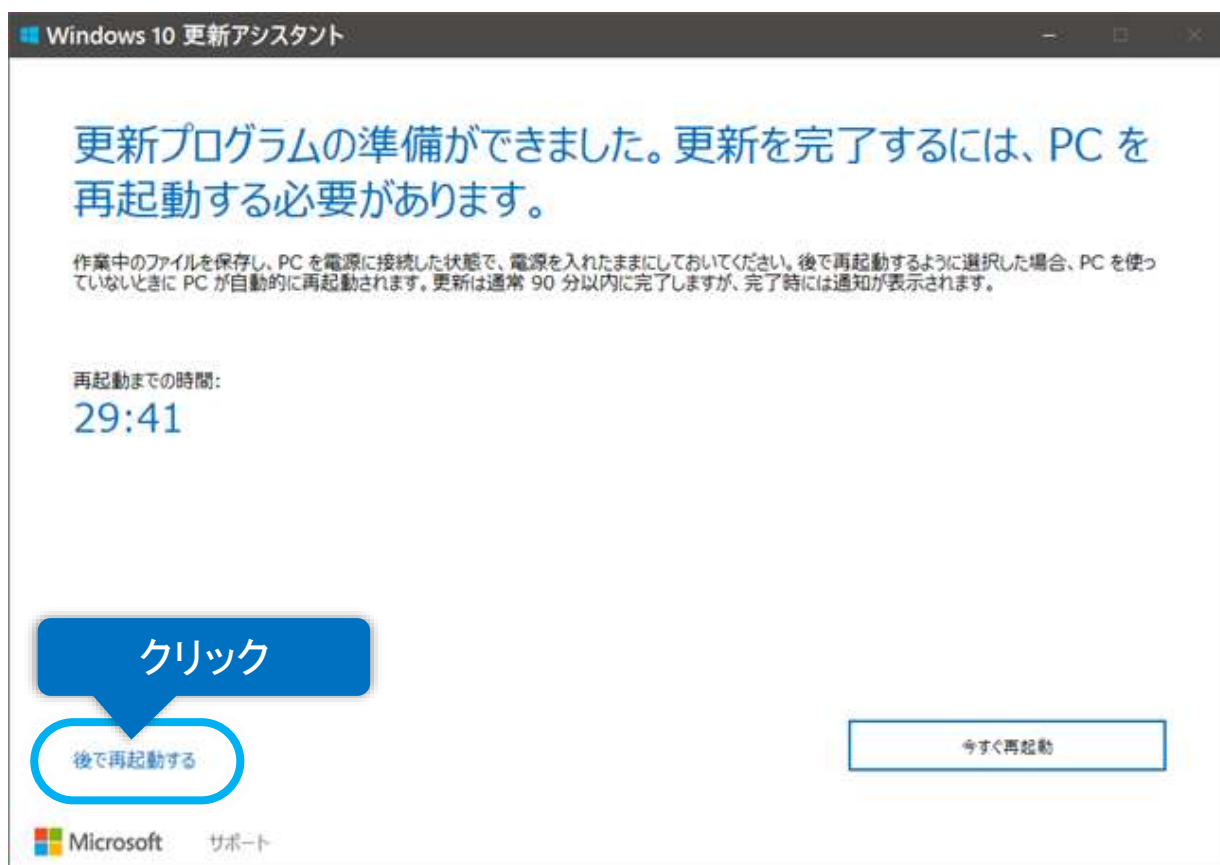 Windows 10 更新アシスタント
更新プログラムの準備ができました。更新を完了するには、PC を
再起動する必要があります。
作業中のファイルを保存し、PC を電源に接続した状態で、電源を入れたままにしておいてください。後で再起動するように選択した場合、PC を使っ
ていないときに PC が自動的に再起動されます。更新は通常 90 分以内に完了しますが、完了時には通知が表示されます。
再起動までの時間:
29:41
クリック
後で再起動する
今すぐ再起動
Microsoft サポート